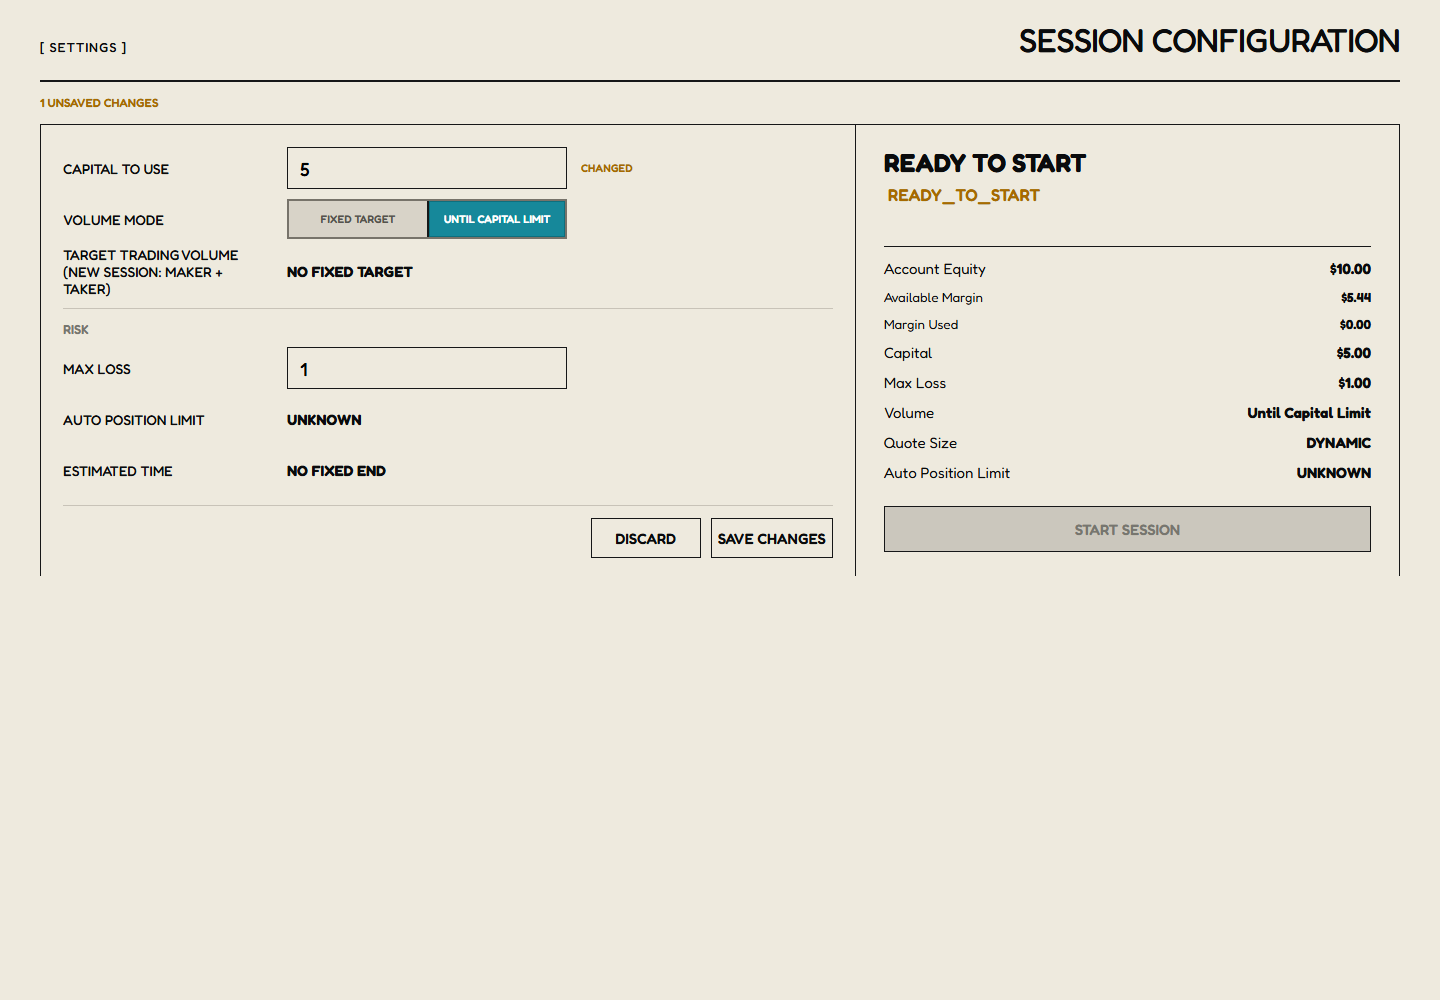 [ SETTINGS ]
SESSION CONFIGURATION
1 UNSAVED CHANGES
CAPITAL TO USE
5
CHANGED
VOLUME MODE
FIXED TARGET
UNTIL CAPITAL LIMIT
TARGET TRADING VOLUME
(NEW SESSION: MAKER +
TAKER)
NO FIXED TARGET
RISK
MAX LOSS
1
AUTO POSITION LIMIT
UNKNOWN
ESTIMATED TIME
NO FIXED END
DISCARD
SAVE CHANGES
READY TO START
READY_TO_START
Account Equity
$10.00
Available Margin
$5.44
Margin Used
$0.00
Capital
$5.00
Max Loss
$1.00
Volume
Until Capital Limit
Quote Size
DYNAMIC
Auto Position Limit
UNKNOWN
START SESSION